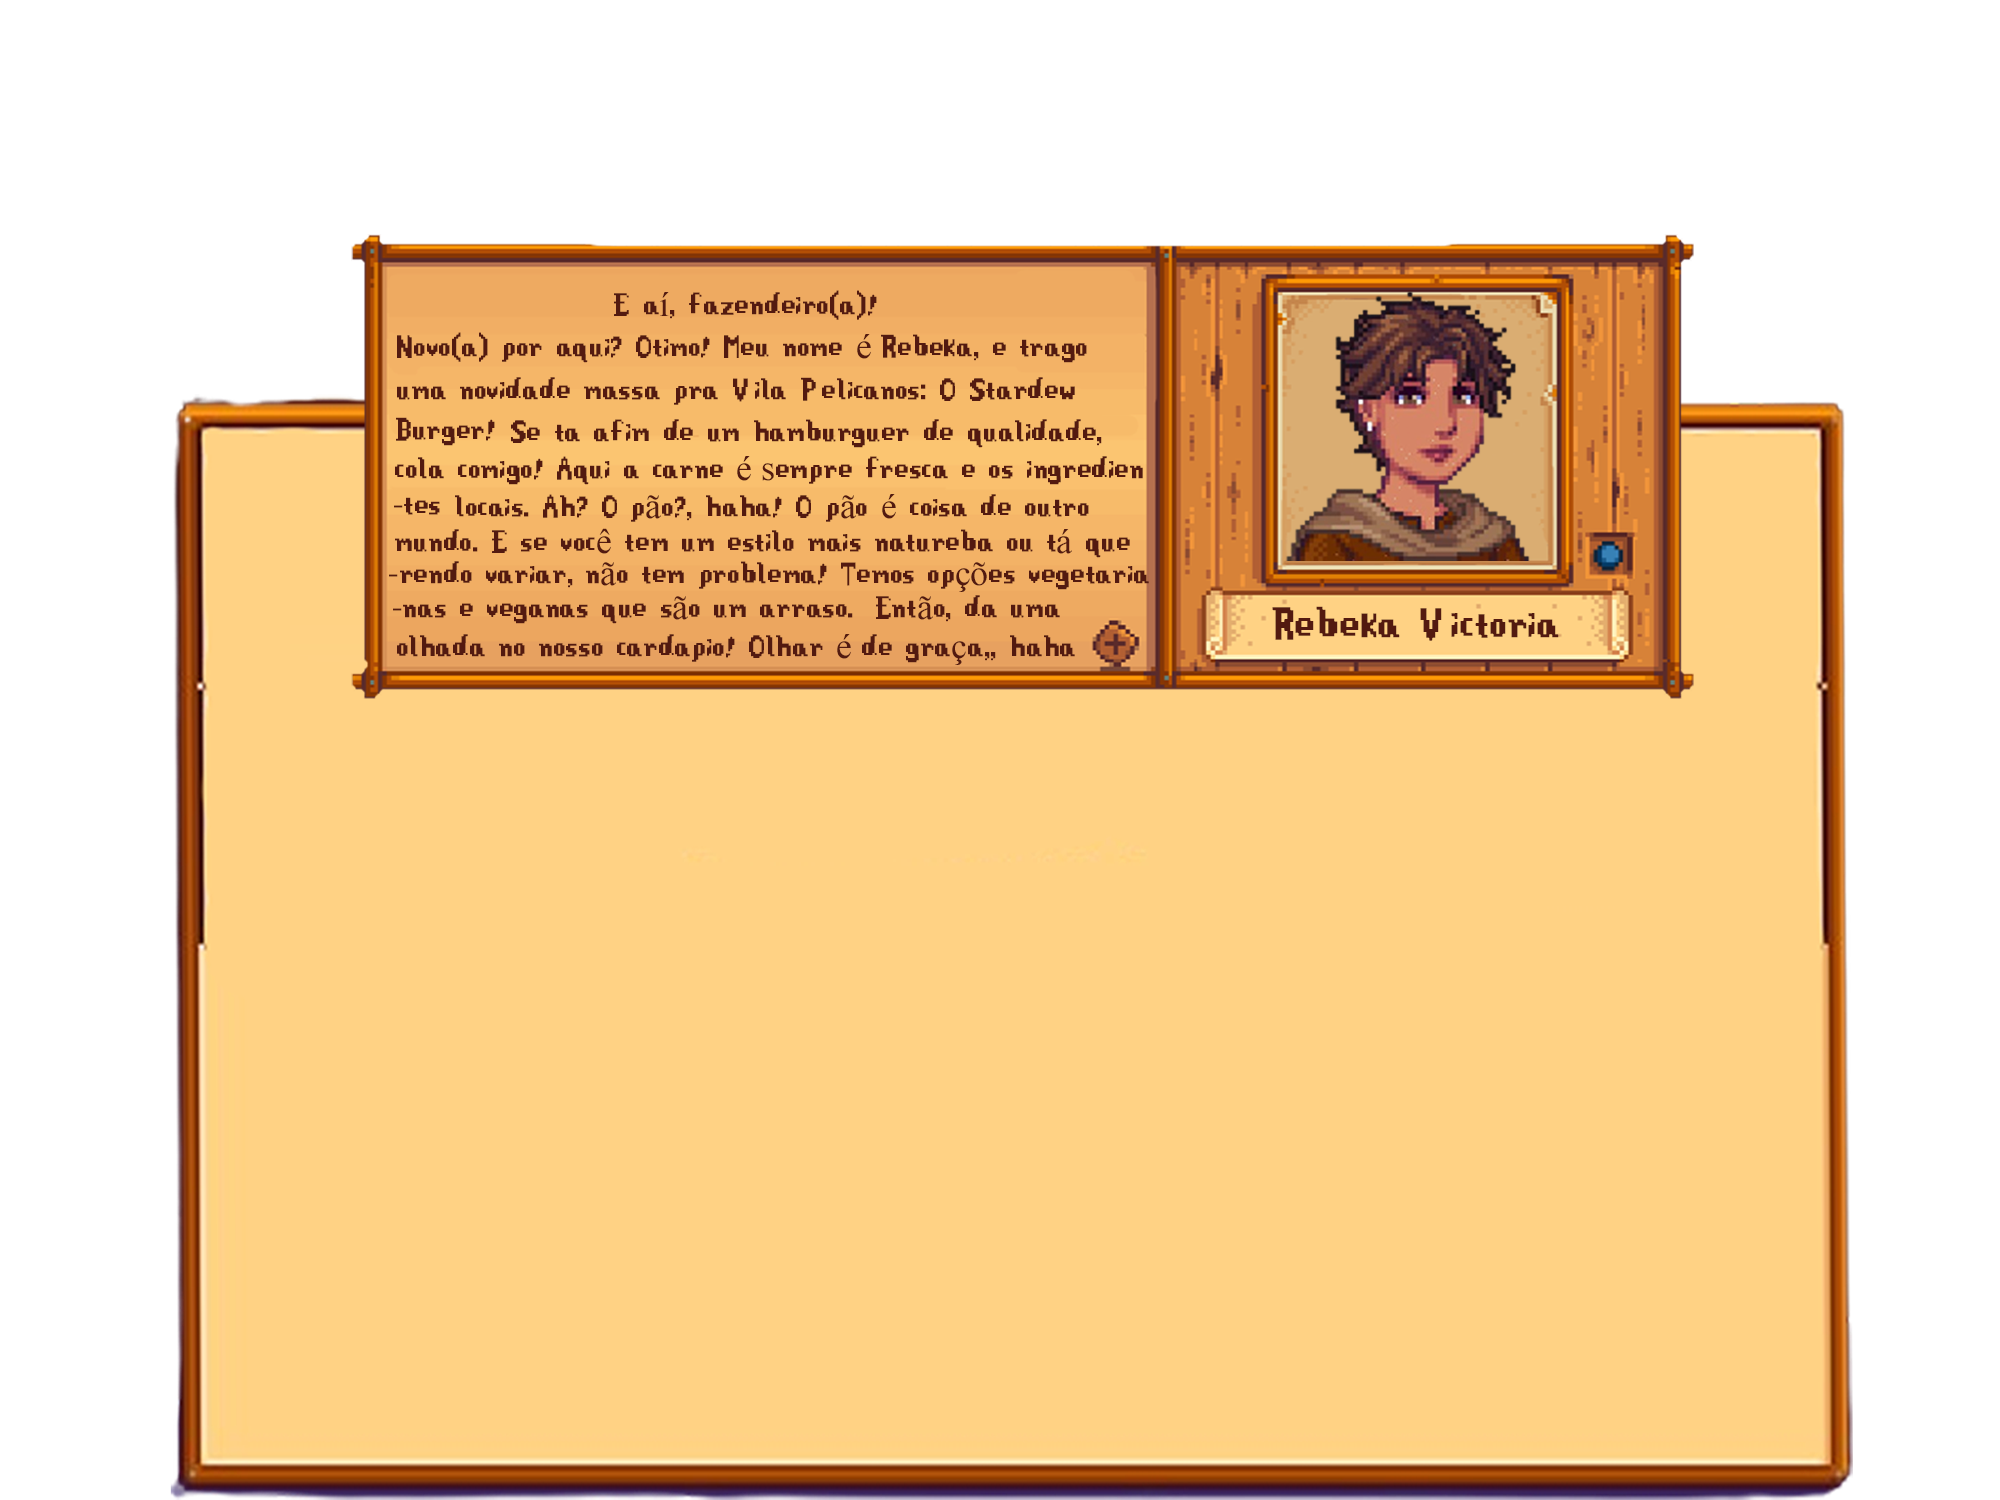 E aí, fazendeiro(a)!
Novo(a) por aqui? Otimo! Meu nome é Rebeka, e trago
uma novidade massa pra Vila Pelicanos: O Stardew
Burger! Se ta afim de um hamburguer de qualidade,
cola comigo! Aqui a carne é sempre fresca e os ingredien
-tes locais. Ah? O pão?, haha! O pão é coisa de outro
mundo. E se você tem um estilo mais natureba ou tá que
-rendo variar, não tem problema! Temos opções vegetaria
-nas e veganas que são um arraso. Então, da uma
olhada no nosso cardapio! Olhar é de graça,, haha
Rebeka Victoria